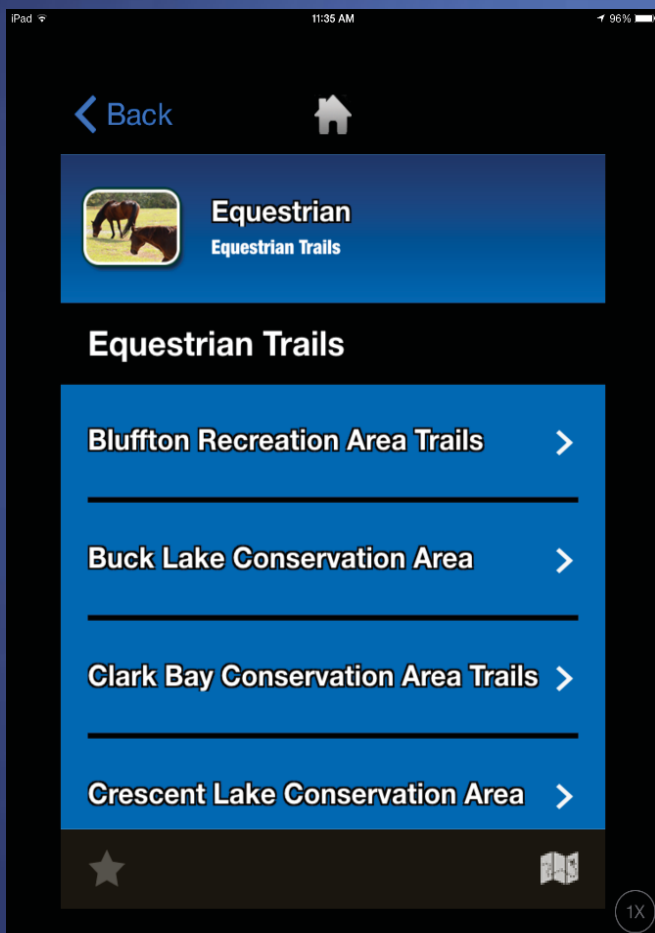 iPad 11:35 AM 96%
Back
Equestrian
Equestrian Trails
Equestrian Trails
Bluffton Recreation Area Trails
Buck Lake Conservation Area
Clark Bay Conservation Area Trails
Crescent Lake Conservation Area
1X